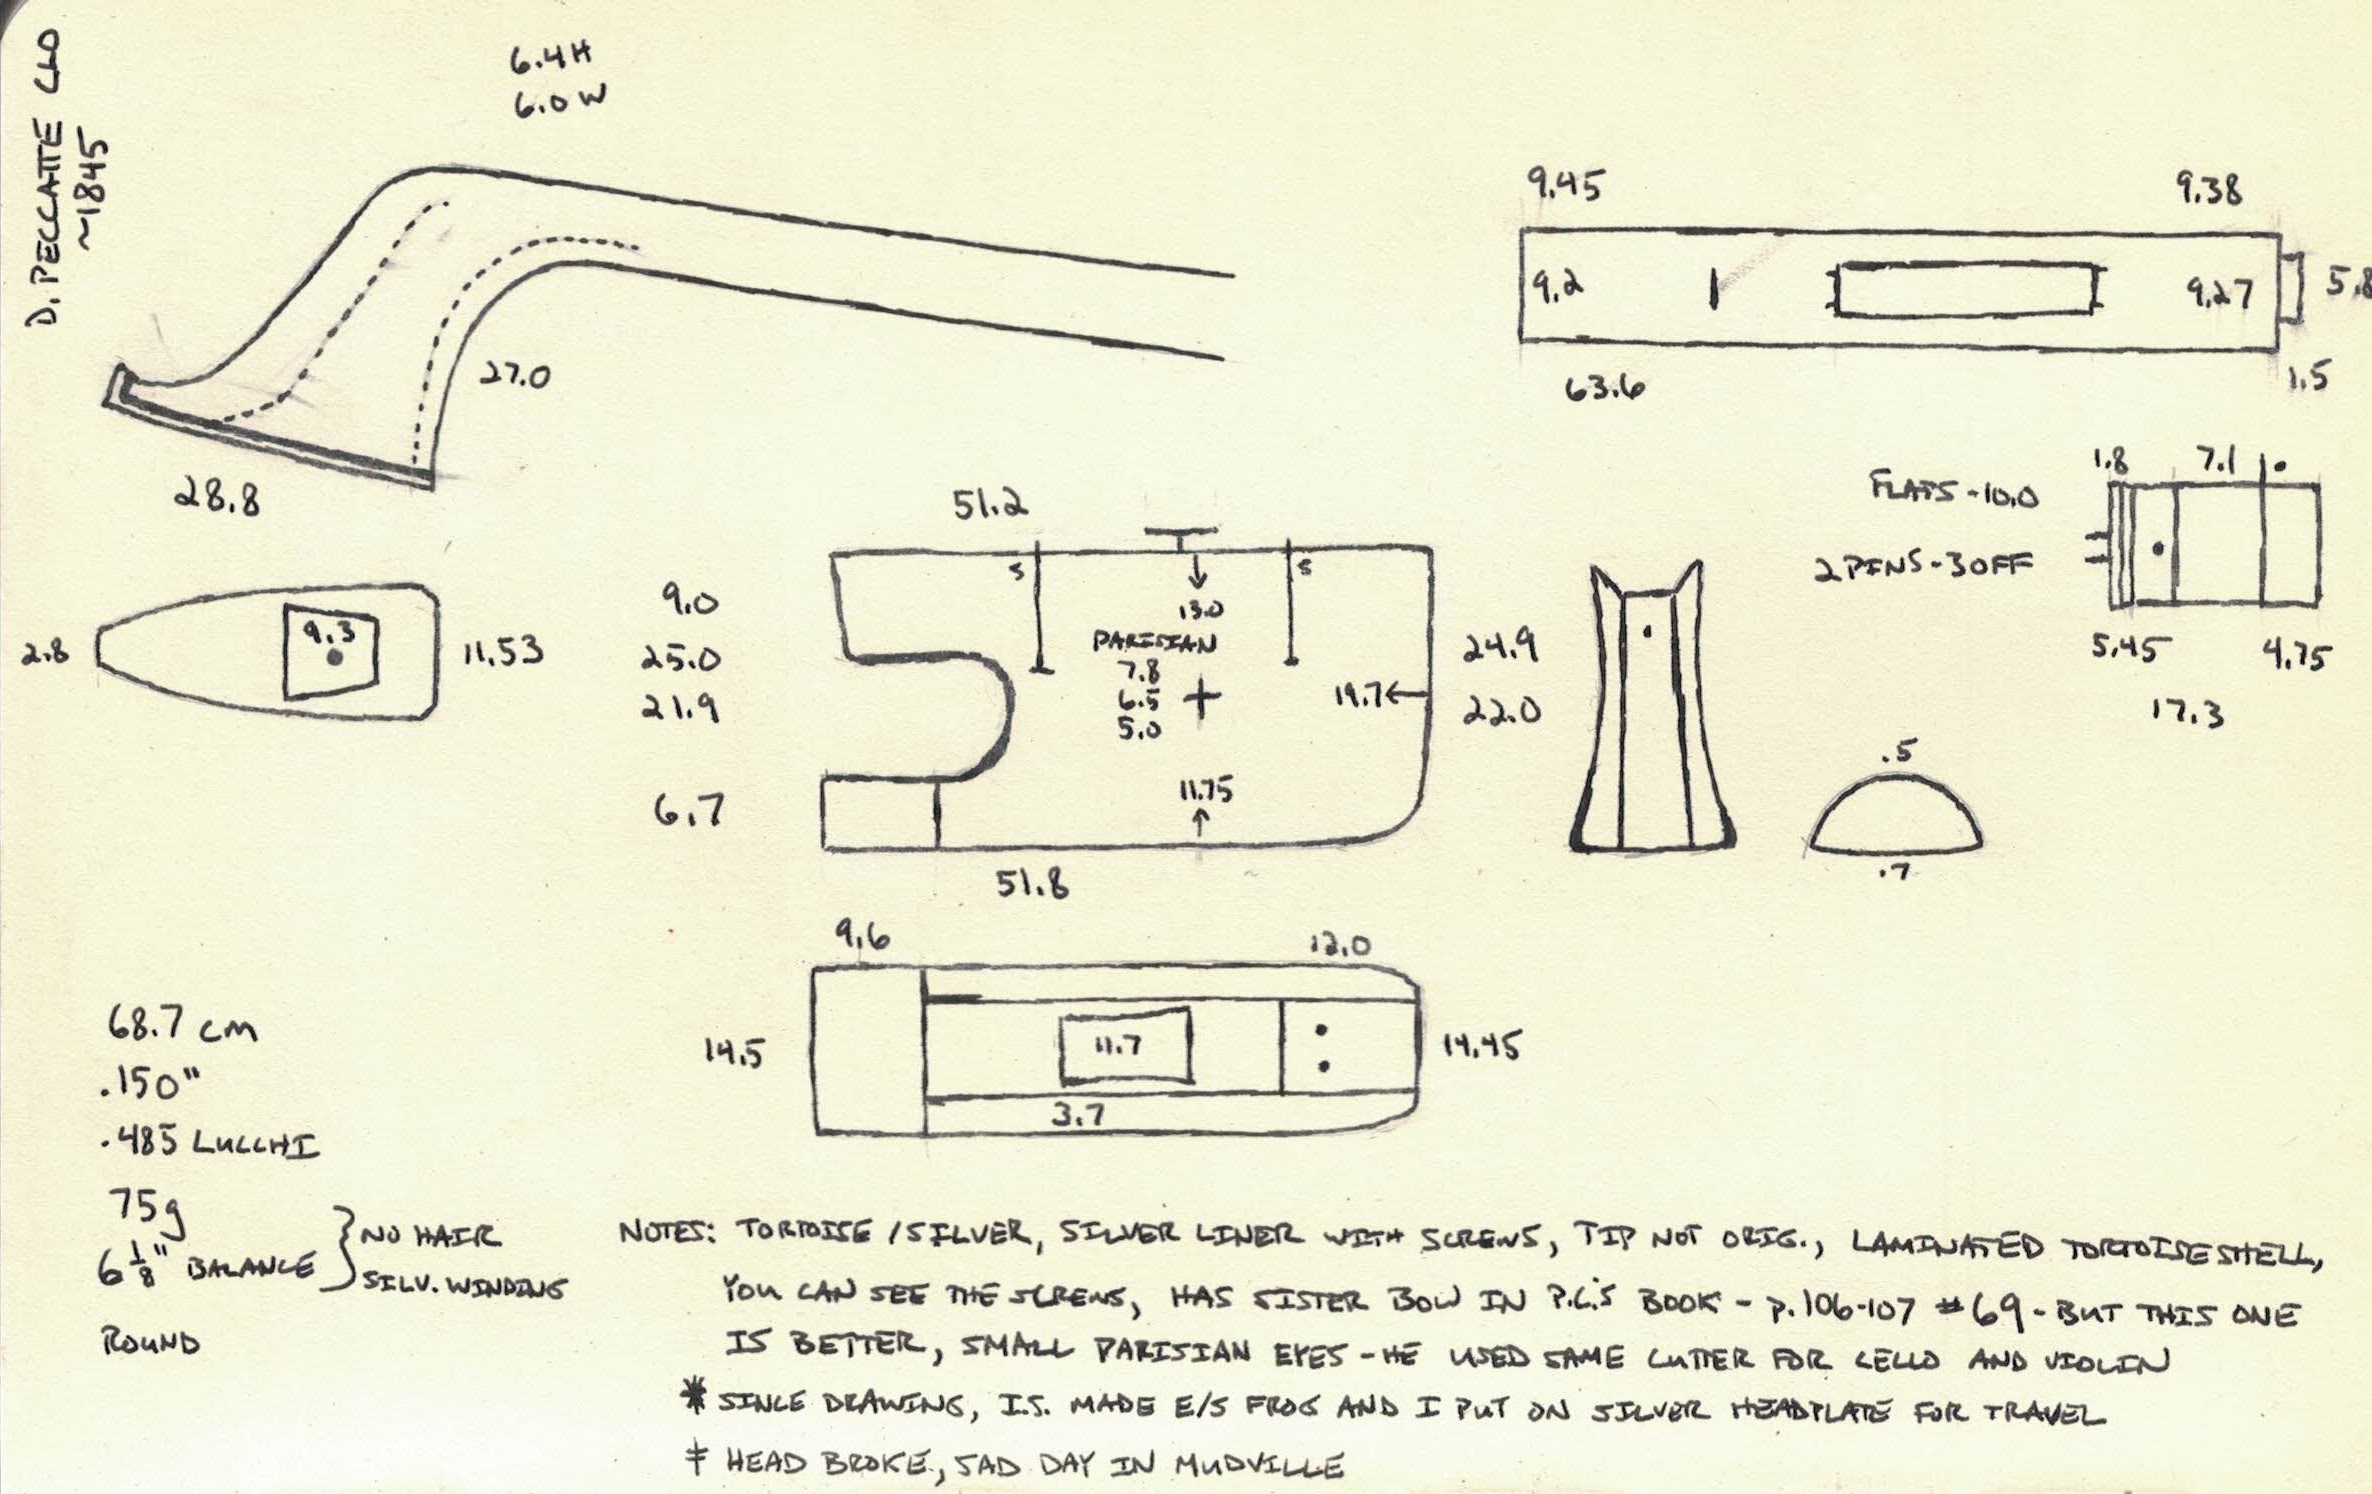 D. PECCATTE CLO
~1845
6.4 H
6.0 W
27.0
28.8
9.45
9.38
9.2
9.27
5.8
63.6
1.5
FLATS - 10.0
2 PINS - 3 OFF
1.8
7.1
5.45
4.75
17.3
2.8
9.3
11.53
51.2
9.0
25.0
21.9
6.7
5
5
13.0
PARISIAN
7.8
6.5
5.0
19.7
11.75
24.9
22.0
51.8
.5
.7
9.6
12.0
14.5
11.7
14.45
3.7
68.7 cm
.150"
.485 LUCCHI
75g
6 1/8" BALANCE
} NO HAIR
SILV. WINDING
ROUND
NOTES: TORTOISE / SILVER, SILVER LINER WITH SCREWS, TIP NOT ORIG., LAMINATED TORTOISESHELL,
YOU CAN SEE THE SCREWS, HAS SISTER BOW IN P.C.'S BOOK - p.106-107 #69 - BUT THIS ONE
IS BETTER, SMALL PARISIAN EYES - HE USED SAME CUTTER FOR CELLO AND VIOLIN
* SINCE DRAWING, I.S. MADE E/S FROG AND I PUT ON SILVER HEADPLATE FOR TRAVEL
‡ HEAD BROKE, SAD DAY IN MUDVILLE